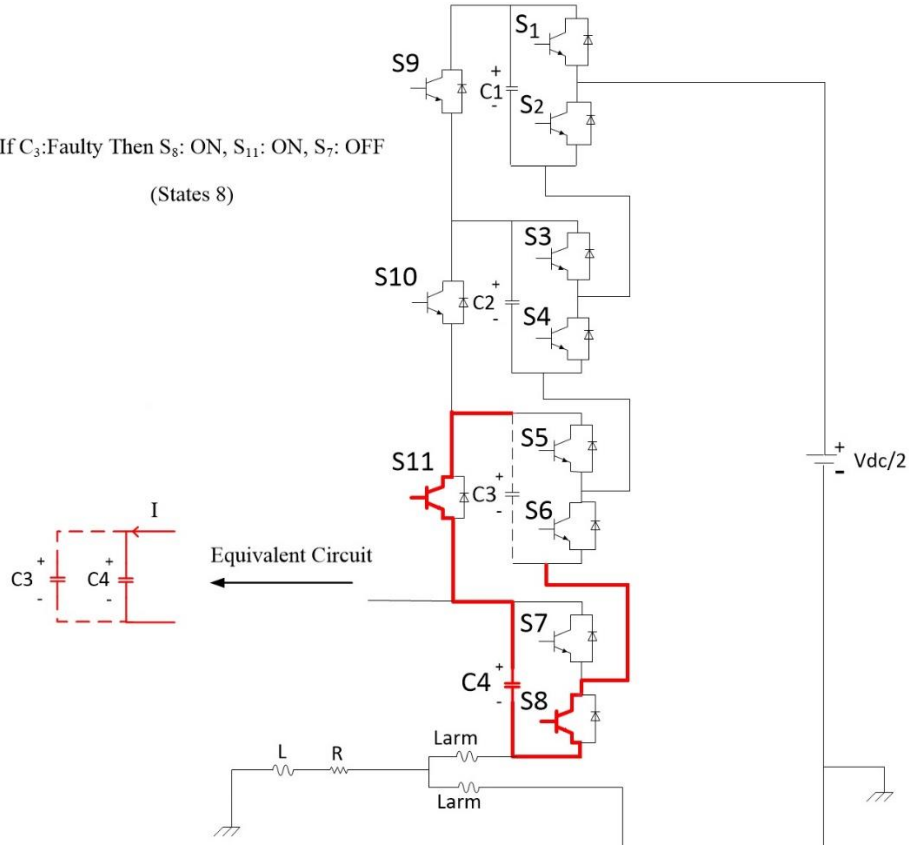 S1
S9
+
C1
-
S2
If C3:Faulty Then S8: ON, S11: ON, S7: OFF
(States 8)
S3
S10
+
C2
-
S4
S5
S11
+
C3
-
S6
+
-
Vdc/2
I
Equivalent Circuit
C3
+
-
C4
+
-
S7
+
C4
-
S8
Larm
L
R
Larm